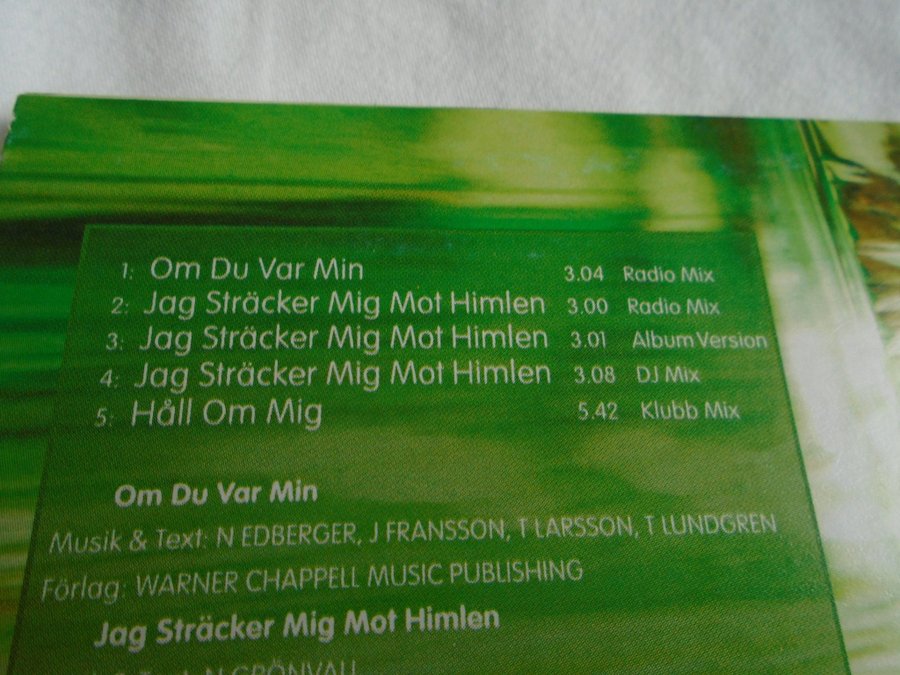 1: Om Du Var Min 3.04 Radio Mix
2: Jag Sträcker Mig Mot Himlen 3.00 Radio Mix
3: Jag Sträcker Mig Mot Himlen 3.01 Album Version
4: Jag Sträcker Mig Mot Himlen 3.08 DJ Mix
5: Håll Om Mig 5.42 Klubb Mix
Om Du Var Min
Musik & Text: N EDBERGER, J FRANSSON, T LARSSON, T LUNDGREN
Förlag: WARNER CHAPPELL MUSIC PUBLISHING
Jag Sträcker Mig Mot Himlen
N GRÖNVALL